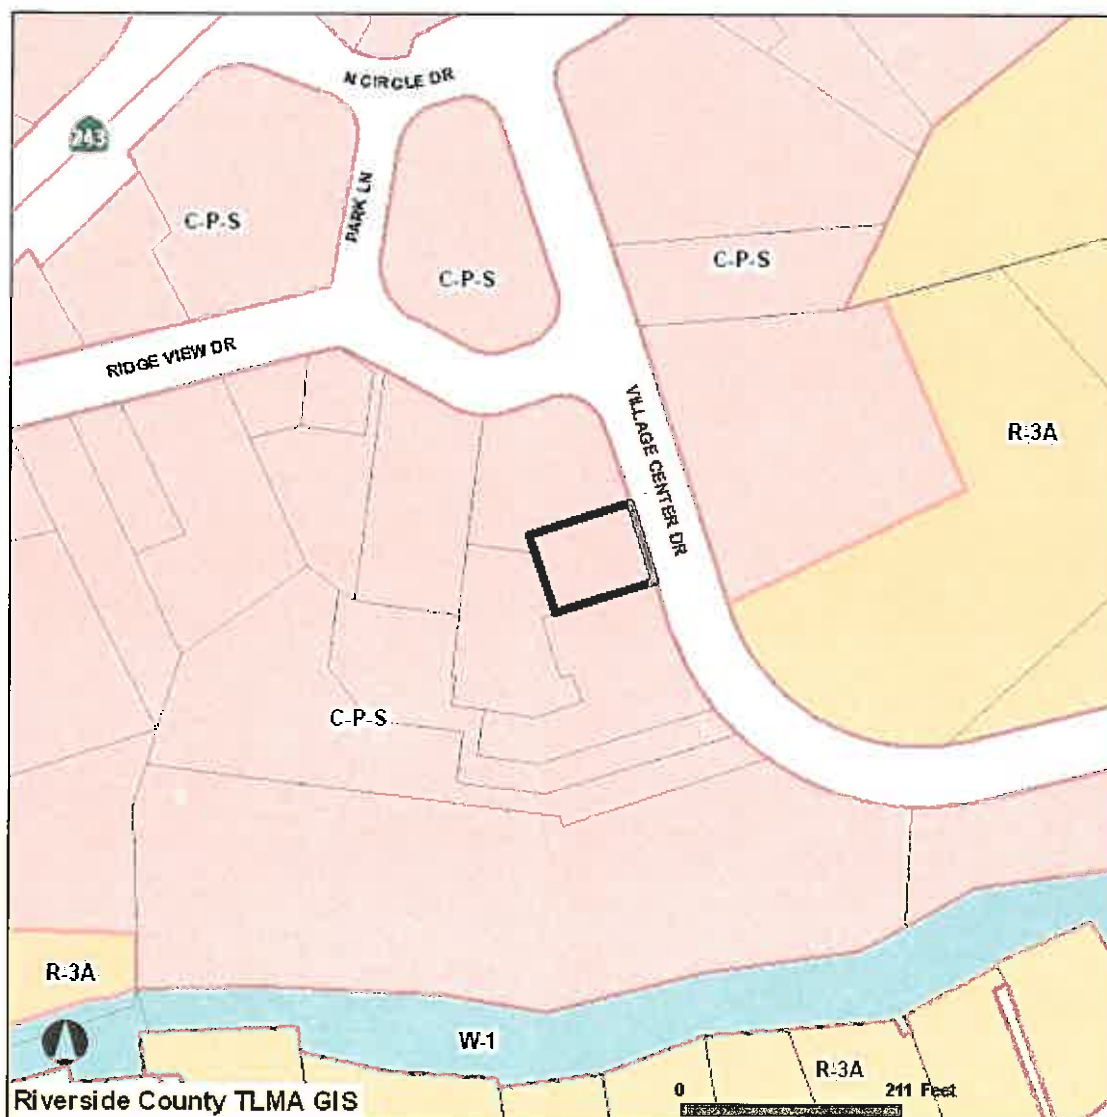 N CIRCLE DR
243
PARK LN
C-P-S
C-P-S
C-P-S
RIDGE VIEW DR
VILLAGE CENTER DR
R-3A
C-P-S
R-3A
W-1
R-3A
0 211 Feet
Riverside County TLMA GIS